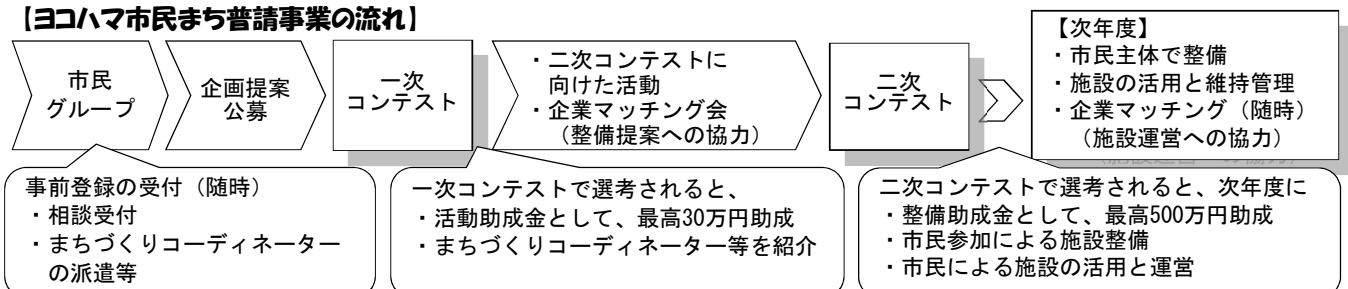 【ヨコハマ市民まち普請事業の流れ】
市民
グループ
企画提案
公募
一次
コンテスト
・二次コンテストに
向けた活動
・企業マッチング会
（整備提案への協力）
二次
コンテスト
【次年度】
・市民主体で整備
・施設の活用と維持管理
・企業マッチング（随時）
（施設運営への協力）
事前登録の受付（随時）
・相談受付
・まちづくりコーディネーター
の派遣等
一次コンテストで選考されると、
・活動助成金として、最高30万円助成
・まちづくりコーディネーター等を紹介
二次コンテストで選考されると、次年度に
・整備助成金として、最高500万円助成
・市民参加による施設整備
・市民による施設の活用と運営